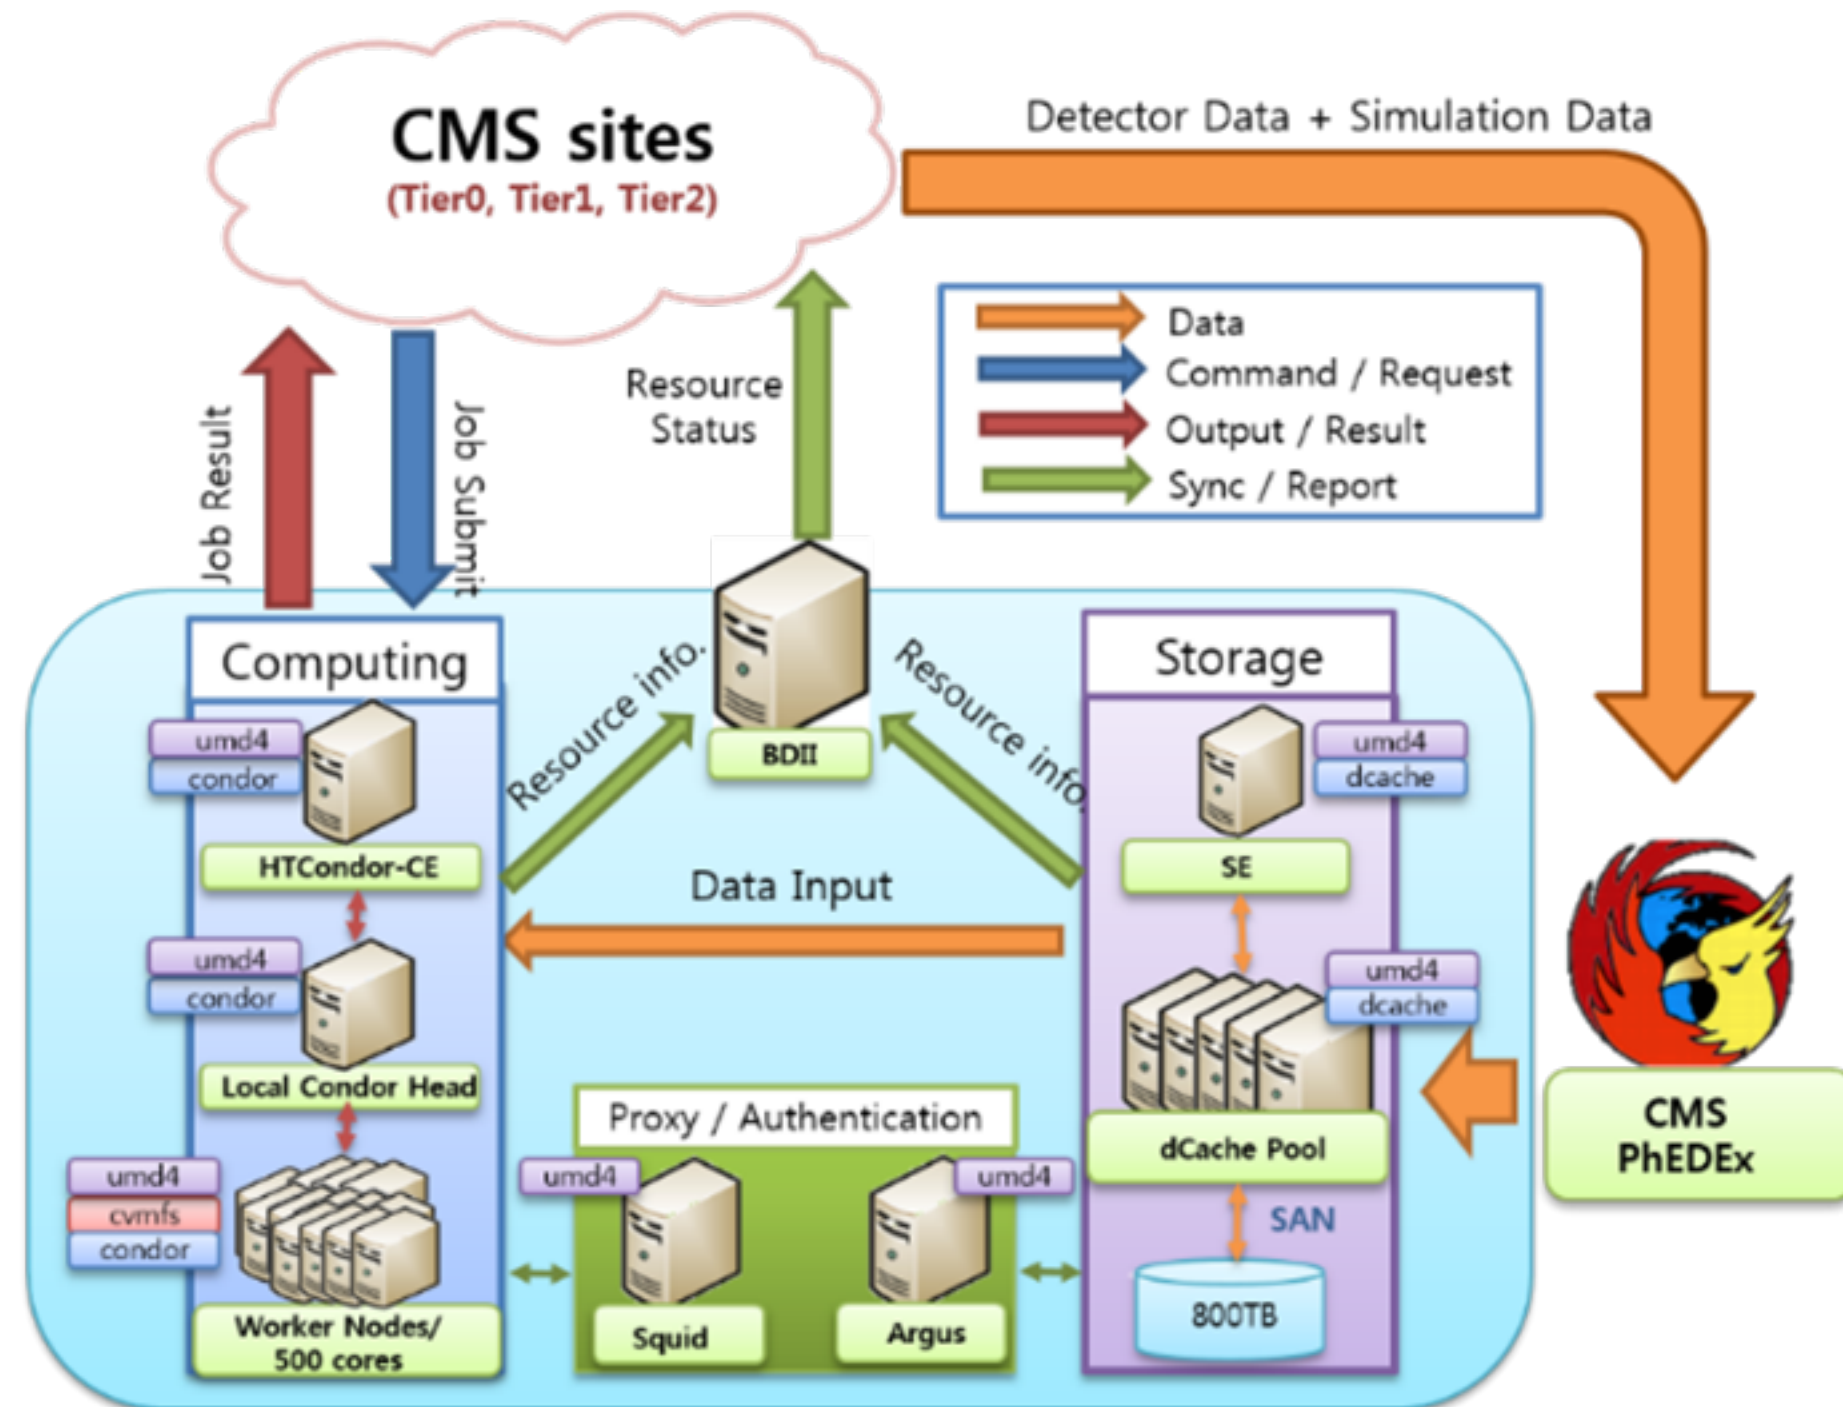 CMS sites
(Tier0, Tier1, Tier2)
Detector Data + Simulation Data
Data
Command / Request
Output / Result
Sync / Report
Job Result
Job Submit
Resource
Status
Computing
umd4
condor
HTCondor-CE
umd4
condor
Local Condor Head
umd4
cvmfs
condor
Worker Nodes/
500 cores
Resource info.
BDII
Resource info.
Data Input
Proxy / Authentication
umd4
Squid
umd4
Argus
Storage
umd4
dcache
SE
umd4
dcache
dCache Pool
SAN
800TB
CMS
PhEDEx